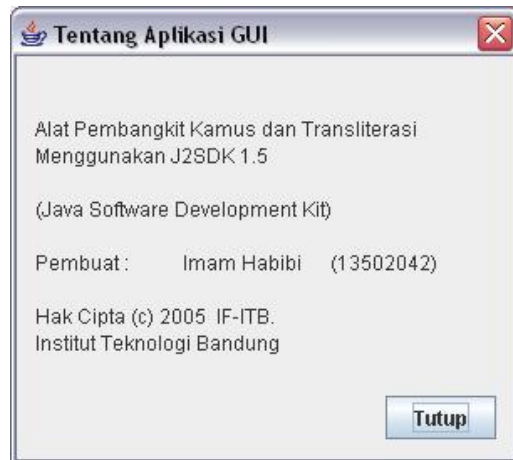 Tentang Aplikasi GUI
Alat Pembangkit Kamus dan Transliterasi
Menggunakan J2SDK 1.5
(Java Software Development Kit)
Pembuat : Imam Habibi (13502042)
Hak Cipta (c) 2005 IF-ITB.
Institut Teknologi Bandung
Tutup